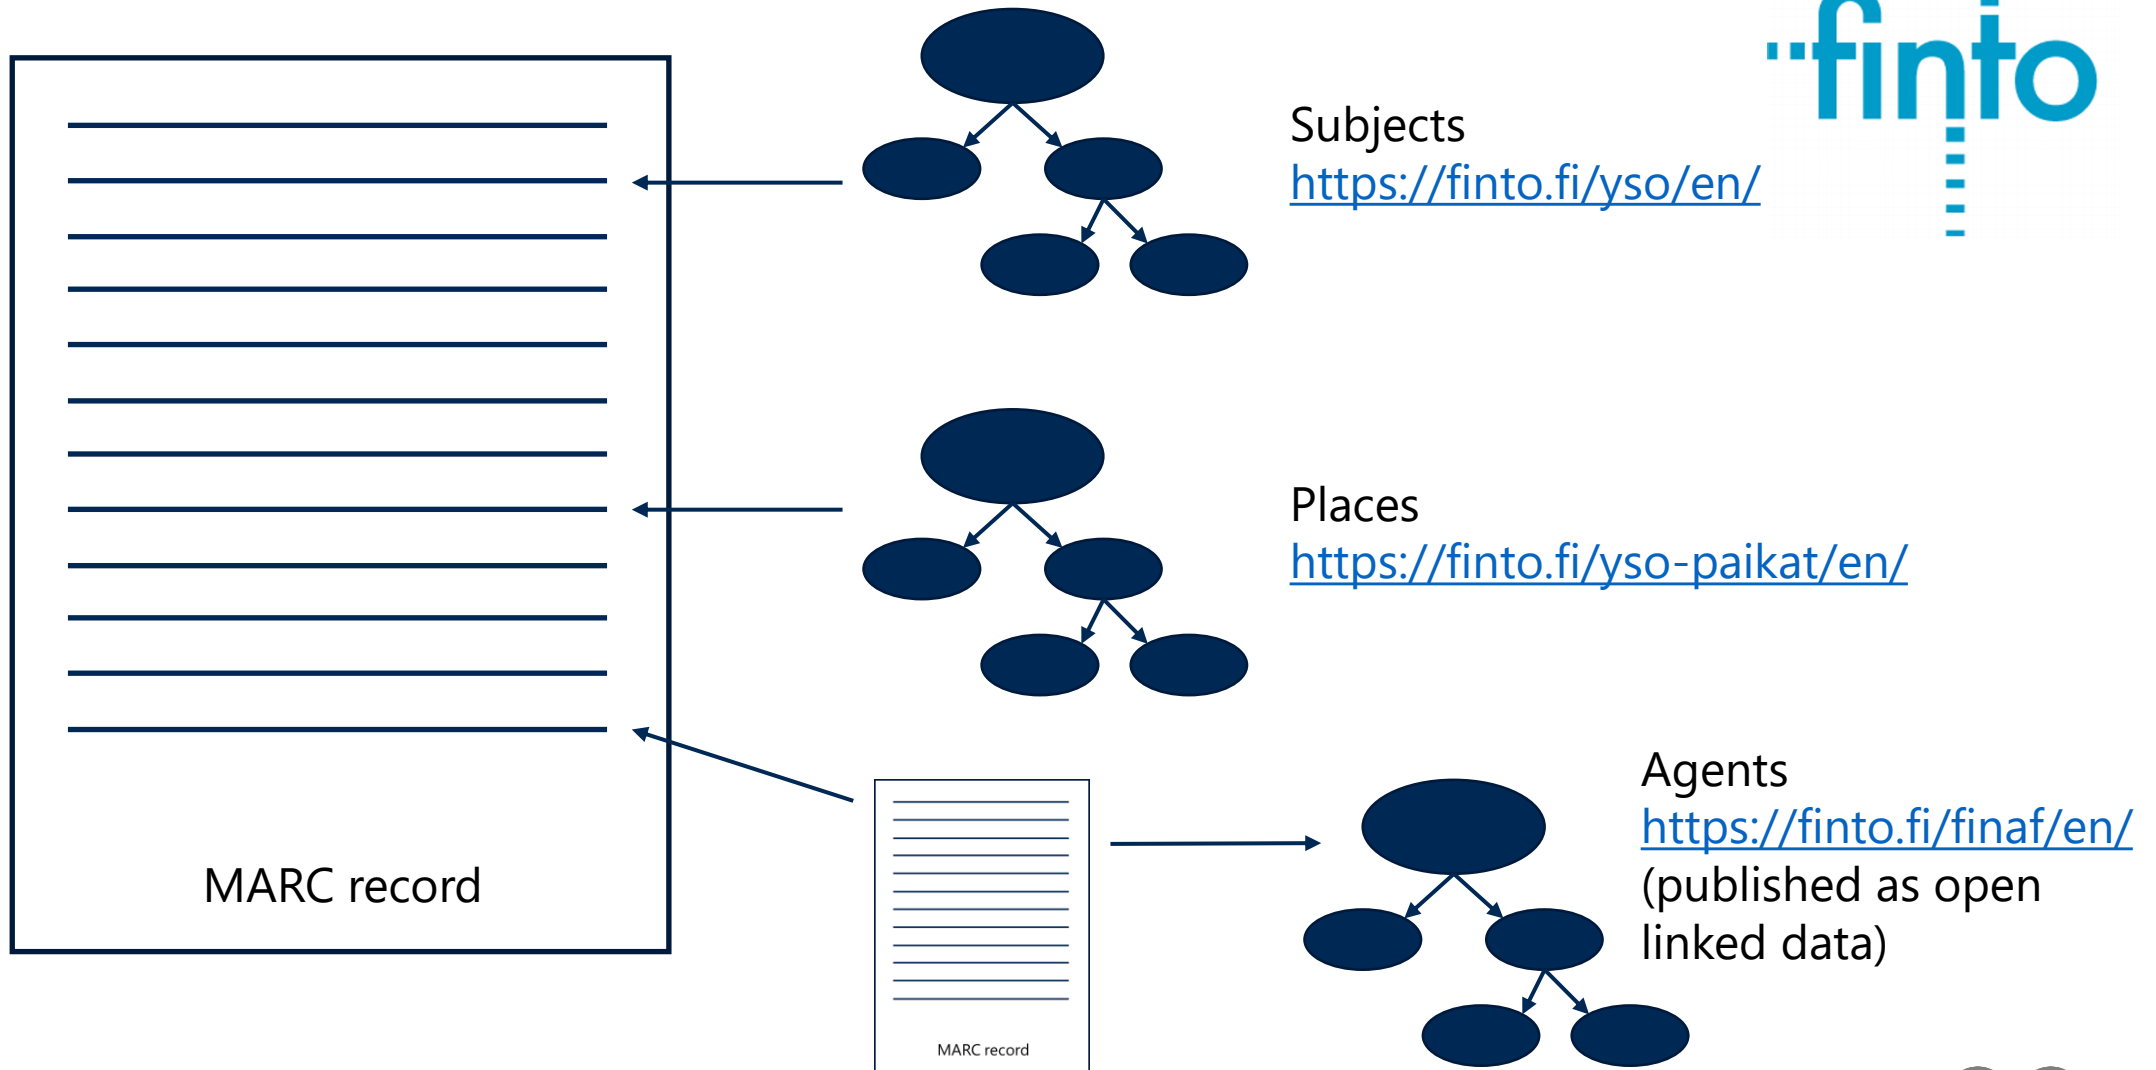 finto
Subjects
https://finto.fi/yso/en/
Places
https://finto.fi/yso-paikat/en/
Agents
https://finto.fi/finaf/en/
(published as open
linked data)
MARC record
MARC record